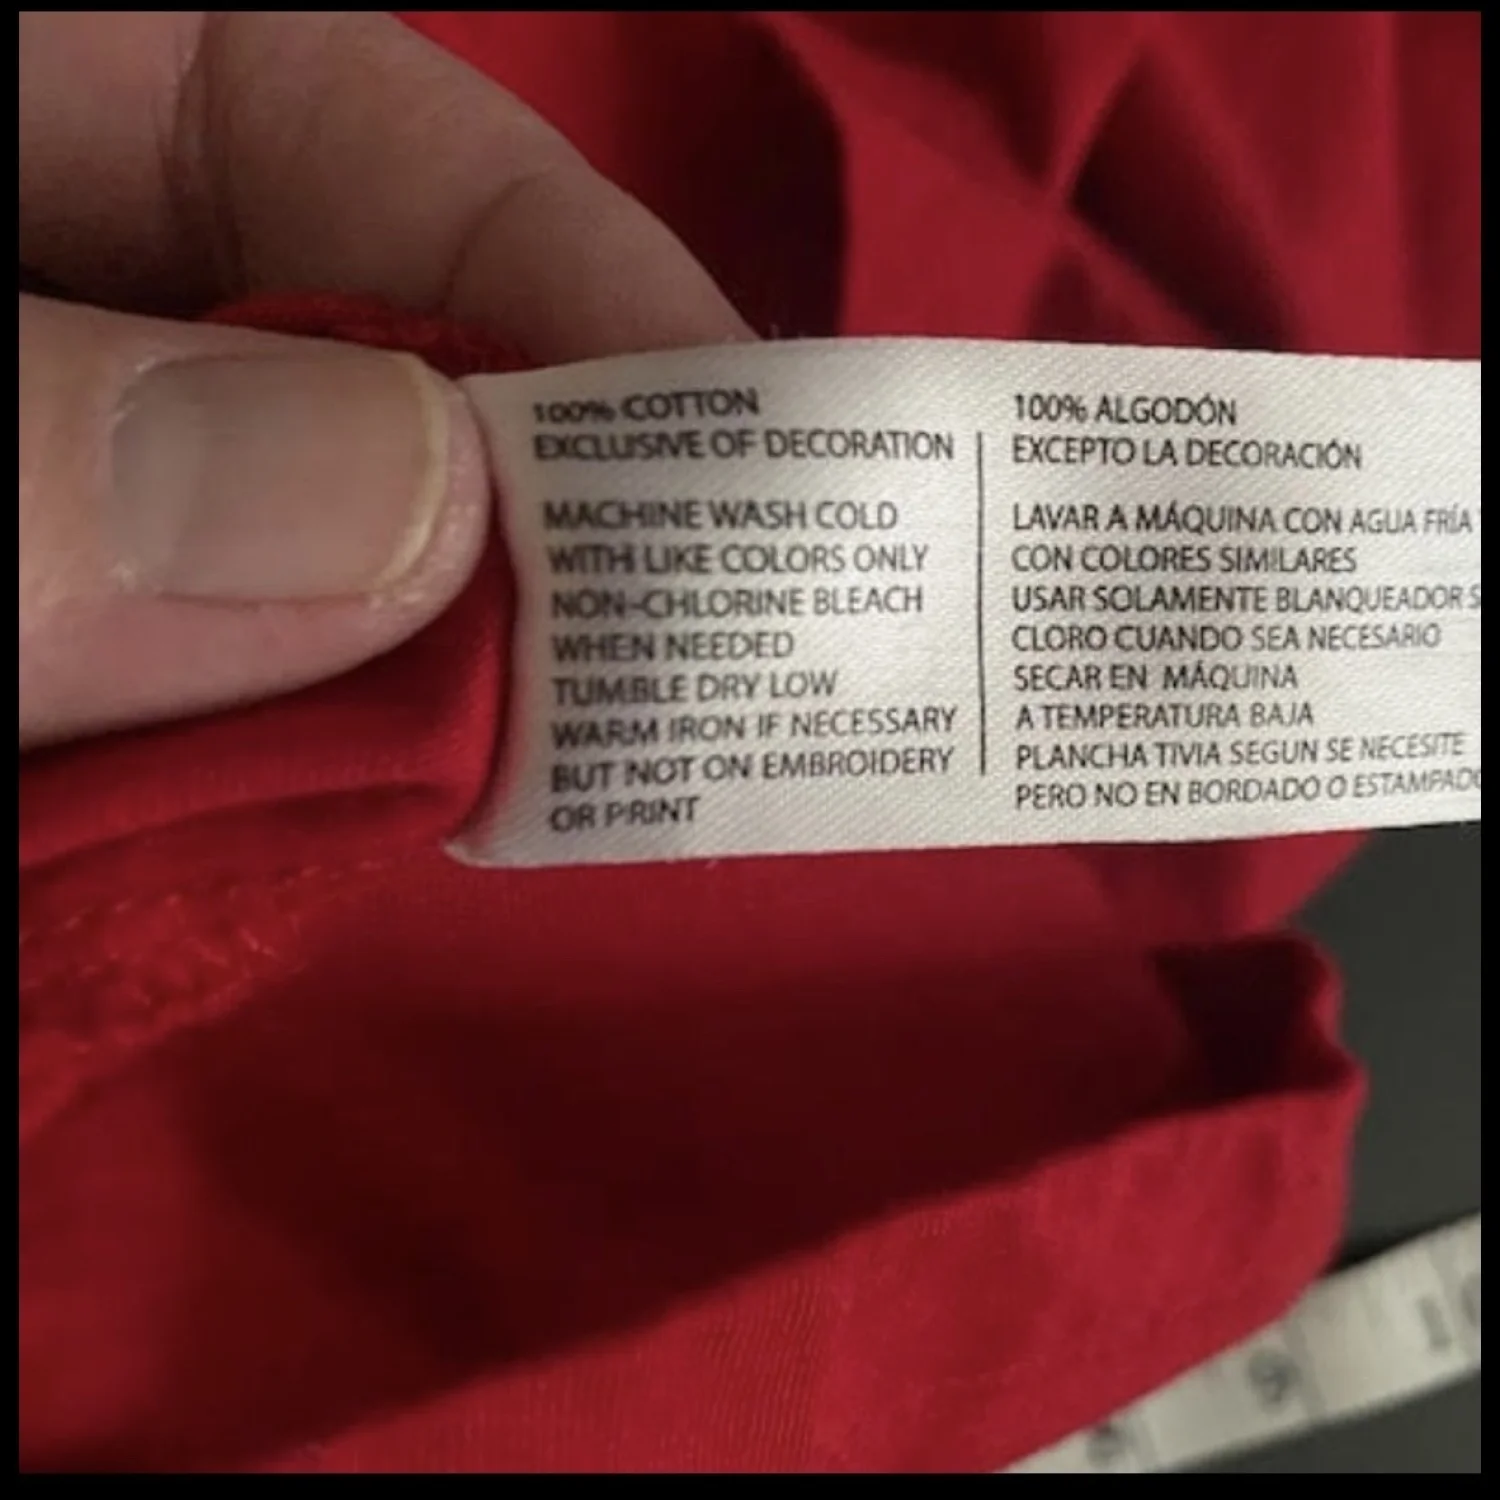 100% COTTON
EXCLUSIVE OF DECORATION
MACHINE WASH COLD
WITH LIKE COLORS ONLY
NON-CHLORINE BLEACH
WHEN NEEDED
TUMBLE DRY LOW
WARM IRON IF NECESSARY
BUT NOT ON EMBROIDERY
OR PRINT
100% ALGODÓN
EXCEPTO LA DECORACIÓN
LAVAR A MÁQUINA CON AGUA FRÍA
CON COLORES SIMILARES
USAR SOLAMENTE BLANQUEADOR
CLORO CUANDO SEA NECESARIO
SECAR EN MÁQUINA
A TEMPERATURA BAJA
PLANCHA TIVIA SEGUN SE NECESITE
PERO NO EN BORDADO O